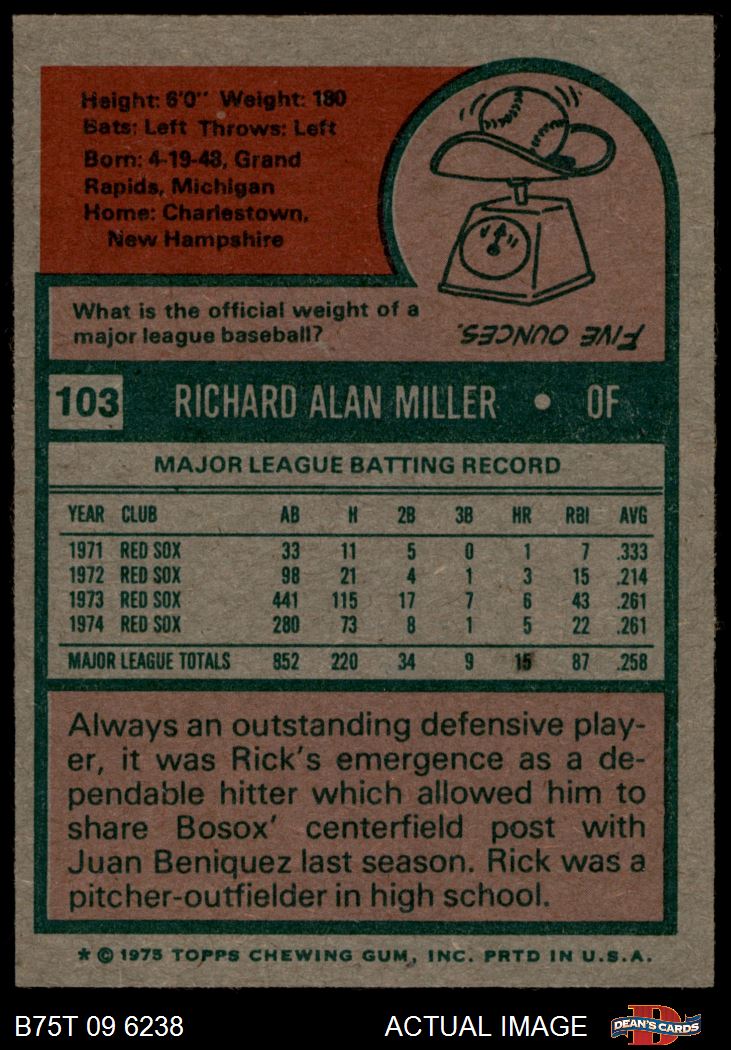 Height: 6'0" Weight: 180
Bats: Left Throws: Left
Born: 4-19-48, Grand
Rapids, Michigan
Home: Charlestown,
New Hampshire
What is the official weight of a
major league baseball?
FIVE OUNCES.
103 RICHARD ALAN MILLER • OF
MAJOR LEAGUE BATTING RECORD
YEAR CLUB AB H 2B 3B HR RBI AVG
1971 RED SOX 33 11 5 0 1 7 .333
1972 RED SOX 98 21 4 1 3 15 .214
1973 RED SOX 441 115 17 7 6 43 .261
1974 RED SOX 280 73 8 1 5 22 .261
MAJOR LEAGUE TOTALS 852 220 34 9 15 87 .258
Always an outstanding defensive play-
er, it was Rick's emergence as a de-
pendable hitter which allowed him to
share Bosox' centerfield post with
Juan Beniquez last season. Rick was a
pitcher-outfielder in high school.
* © 1975 TOPPS CHEWING GUM, INC. PRTD IN U.S.A.
B75T 09 6238 ACTUAL IMAGE D DEAN'S CARDS